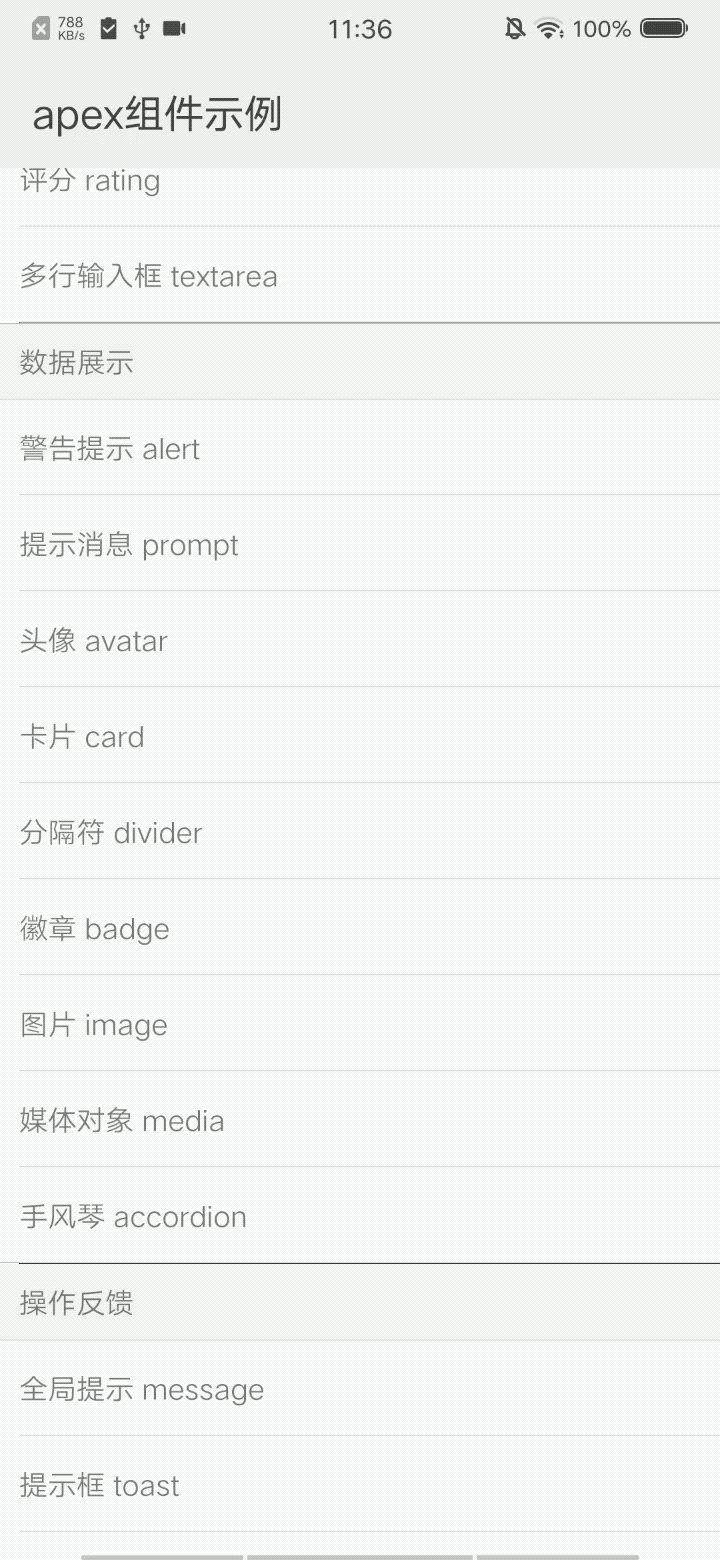 788
KB/s
11:36
100%
apex组件示例
评分 rating
多行输入框 textarea
数据展示
警告提示 alert
提示消息 prompt
头像 avatar
卡片 card
分隔符 divider
徽章 badge
图片 image
媒体对象 media
手风琴 accordion
操作反馈
全局提示 message
提示框 toast